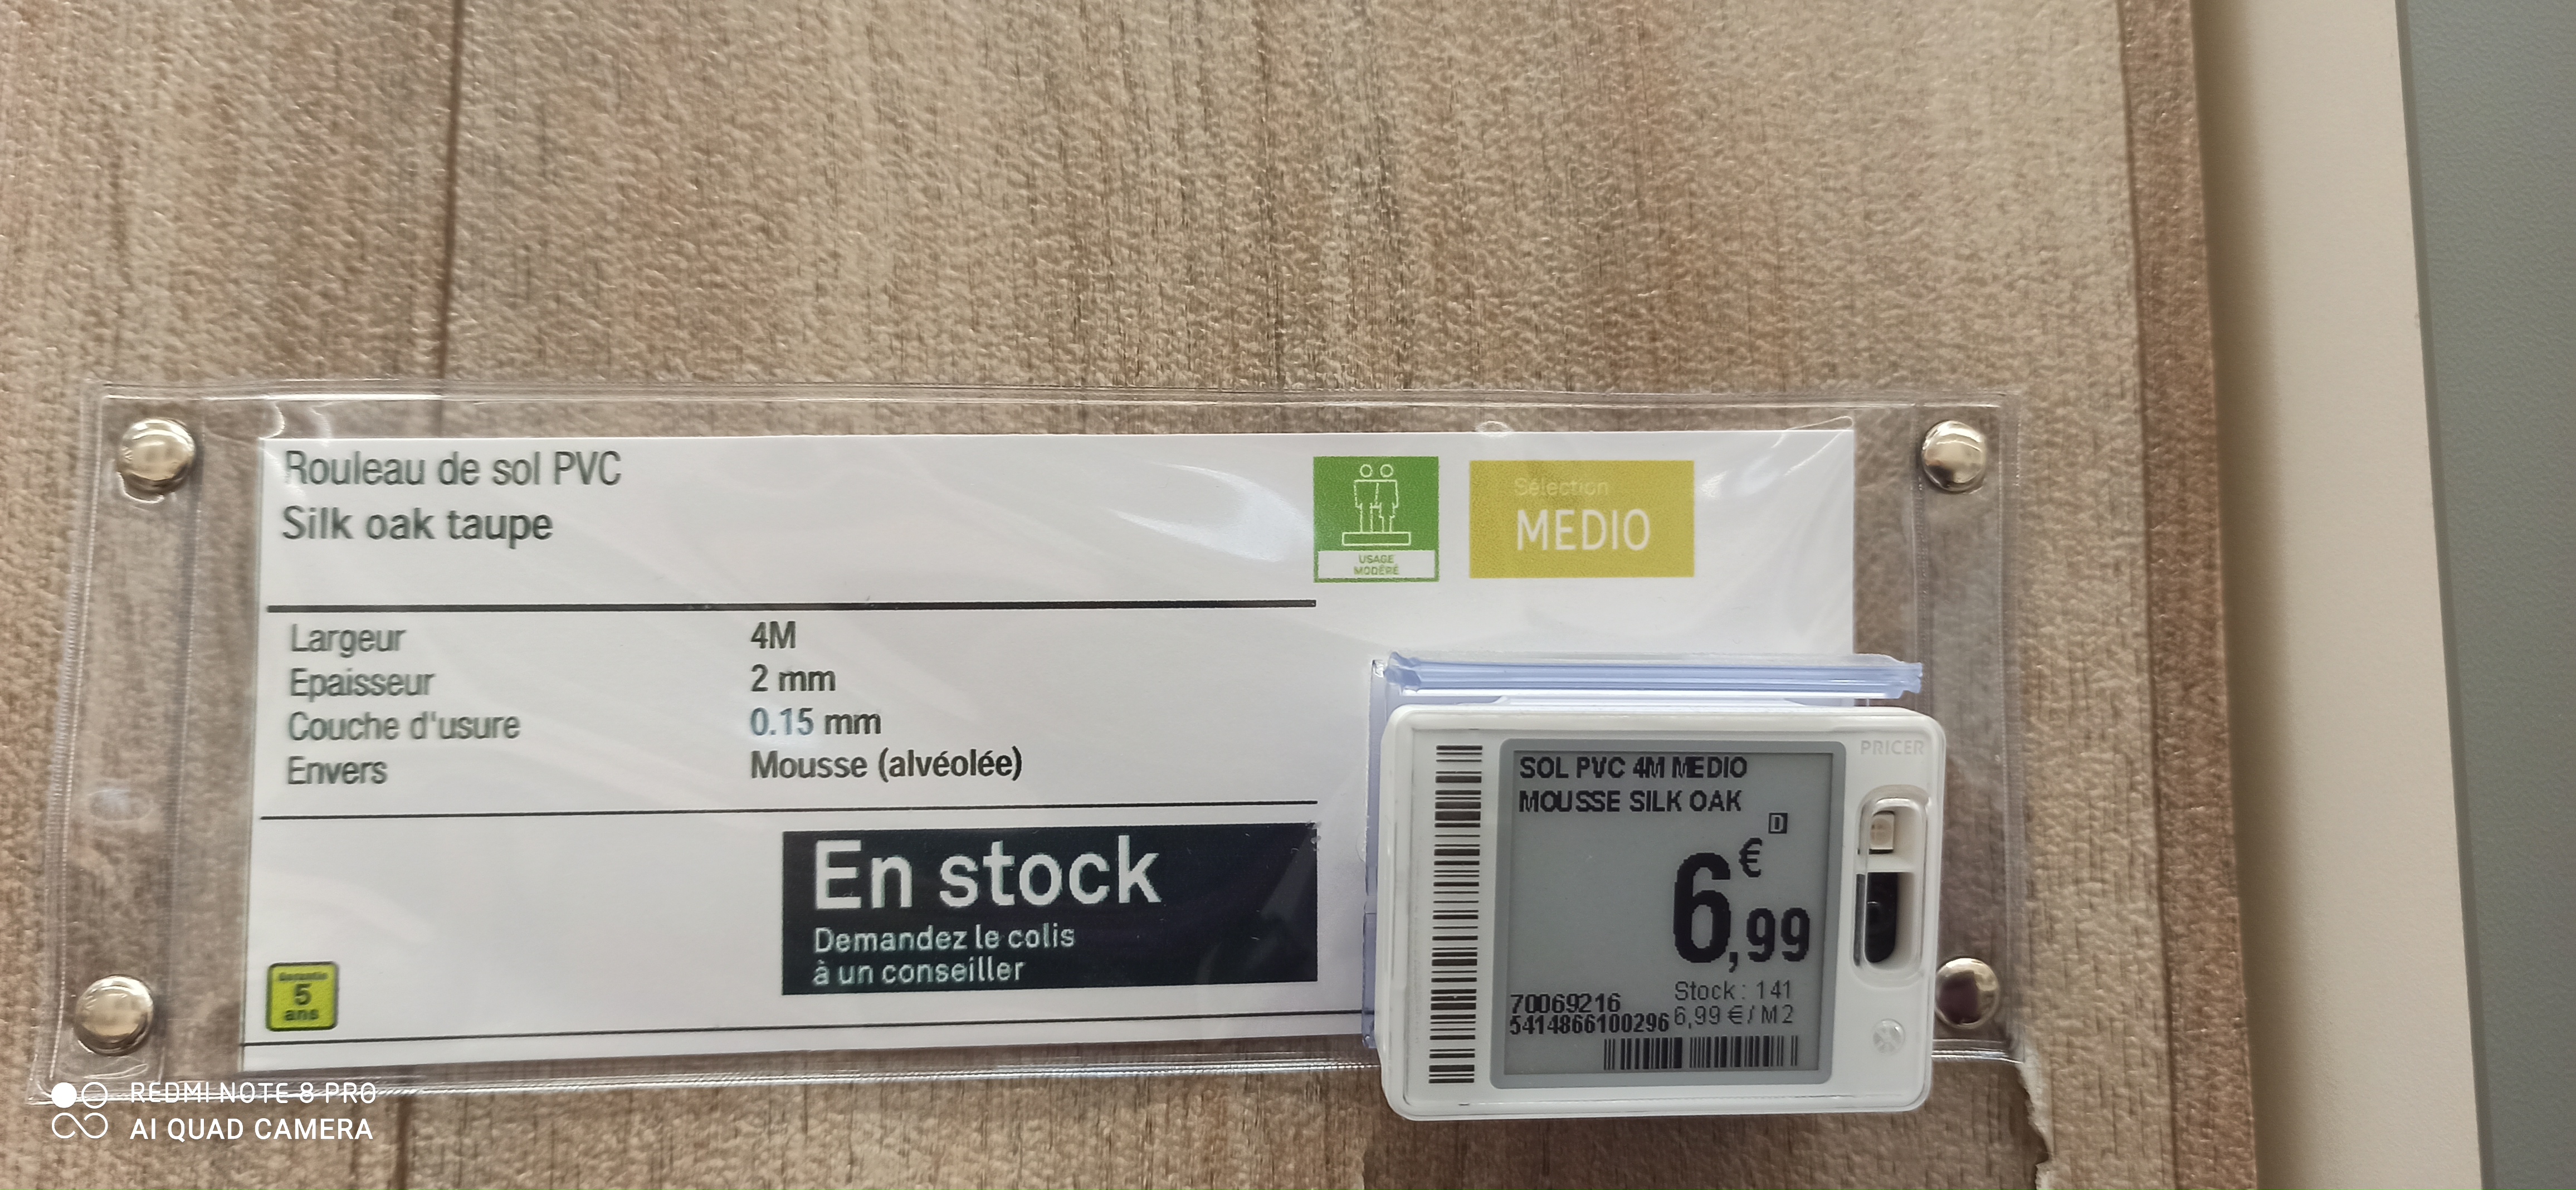 Rouleau de sol PVC
Silk oak taupe
USAGE
MODÉRÉ
Sélection
MEDIO
Largeur 4M
Epaisseur 2 mm
Couche d'usure 0.15 mm
Envers Mousse (alvéolée)
En stock
Demandez le colis
à un conseiller
Garantie
5
ans
PRICER
SOL PVC 4M MEDIO
MOUSSE SILK OAK
D
6€,99
Stock : 141
70069216
5414866100296 6,99 €/M2
REDMI NOTE 8 PRO
AI QUAD CAMERA